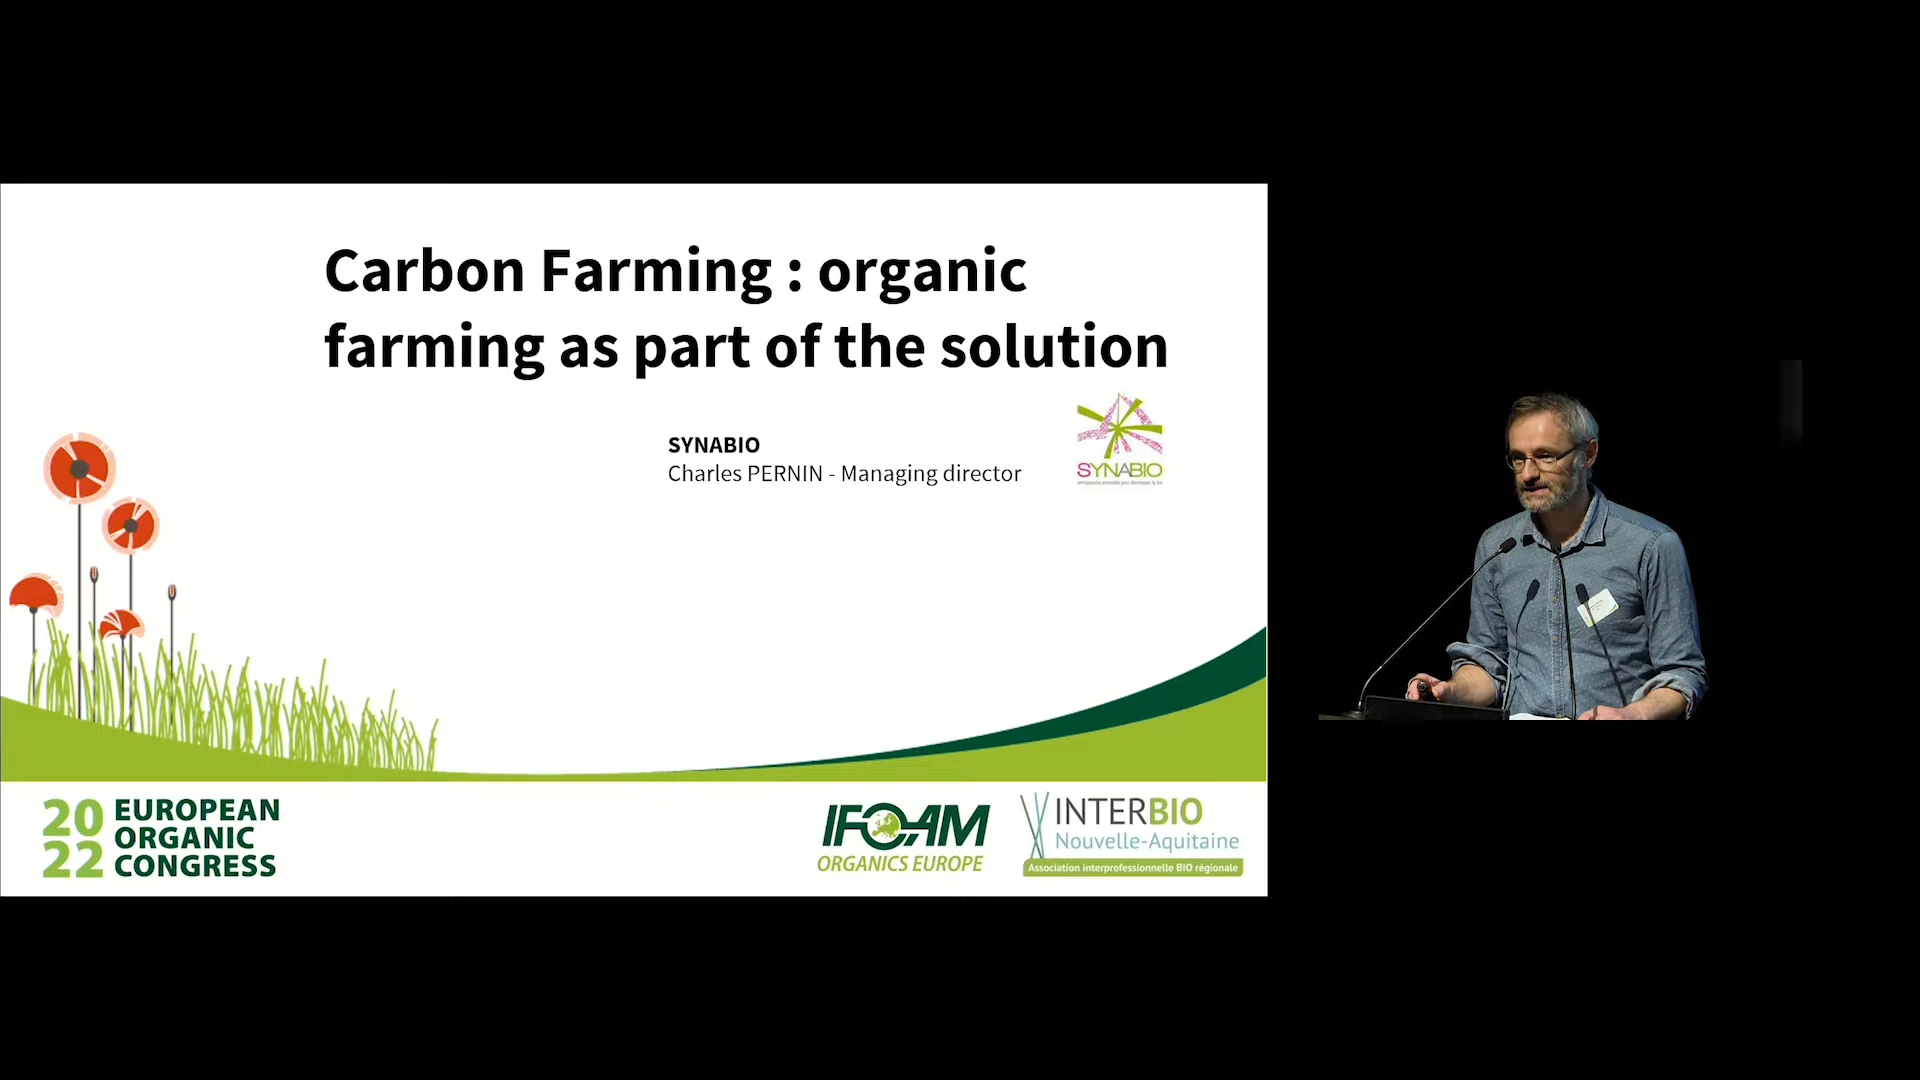 Carbon Farming : organic
farming as part of the solution
SYNABIO
Charles PERNIN - Managing director
SYNABIO
20
22
EUROPEAN
ORGANIC
CONGRESS
IFOAM
ORGANICS EUROPE
INTERBIO
Nouvelle-Aquitaine
Association interprofessionnelle BIO régionale